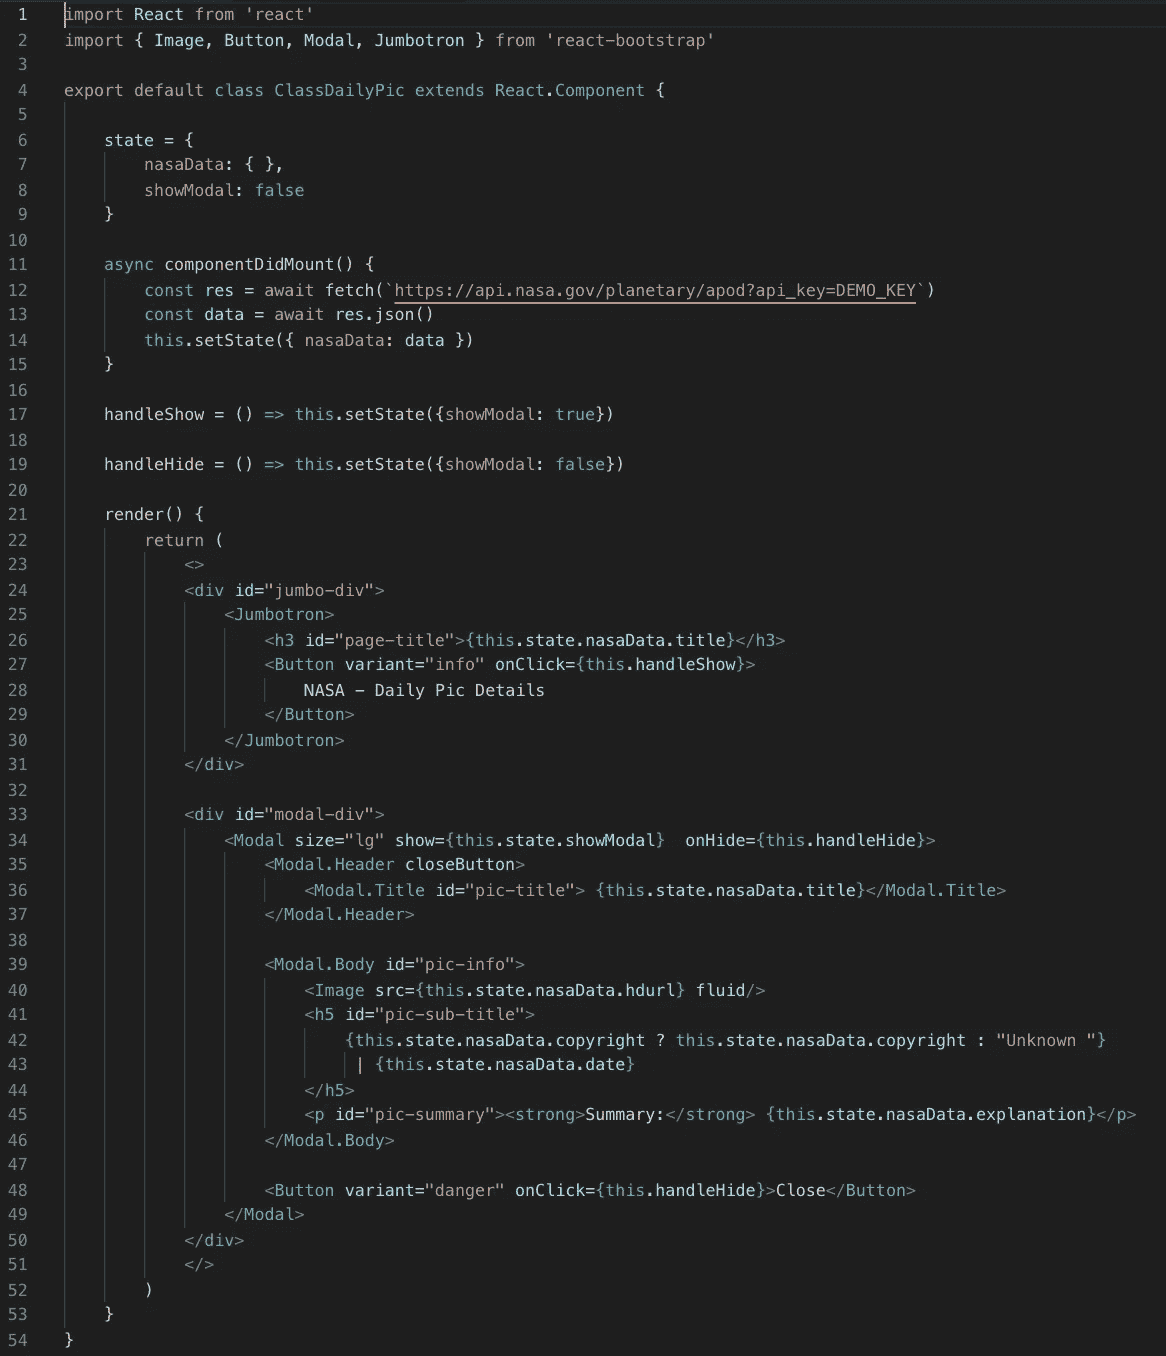 1 import React from 'react'
2 import { Image, Button, Modal, Jumbotron } from 'react-bootstrap'
3
4 export default class ClassDailyPic extends React.Component {
5
6     state = {
7         nasaData: { },
8         showModal: false
9     }
10
11     async componentDidMount() {
12         const res = await fetch(`https://api.nasa.gov/planetary/apod?api_key=DEMO_KEY`)
13         const data = await res.json()
14         this.setState({ nasaData: data })
15     }
16
17     handleShow = () => this.setState({showModal: true})
18
19     handleHide = () => this.setState({showModal: false})
20
21     render() {
22         return (
23             <>
24             <div id="jumbo-div">
25                 <Jumbotron>
26                     <h3 id="page-title">{this.state.nasaData.title}</h3>
27                     <Button variant="info" onClick={this.handleShow}>
28                         NASA – Daily Pic Details
29                     </Button>
30                 </Jumbotron>
31             </div>
32
33             <div id="modal-div">
34                 <Modal size="lg" show={this.state.showModal}  onHide={this.handleHide}>
35                     <Modal.Header closeButton>
36                         <Modal.Title id="pic-title"> {this.state.nasaData.title}</Modal.Title>
37                     </Modal.Header>
38
39                     <Modal.Body id="pic-info">
40                         <Image src={this.state.nasaData.hdurl} fluid/>
41                         <h5 id="pic-sub-title">
42                             {this.state.nasaData.copyright ? this.state.nasaData.copyright : "Unknown "}
43                              | {this.state.nasaData.date}
44                         </h5>
45                         <p id="pic-summary"><strong>Summary:</strong> {this.state.nasaData.explanation}</p>
46                     </Modal.Body>
47
48                     <Button variant="danger" onClick={this.handleHide}>Close</Button>
49                 </Modal>
50             </div>
51             </>
52         )
53     }
54 }